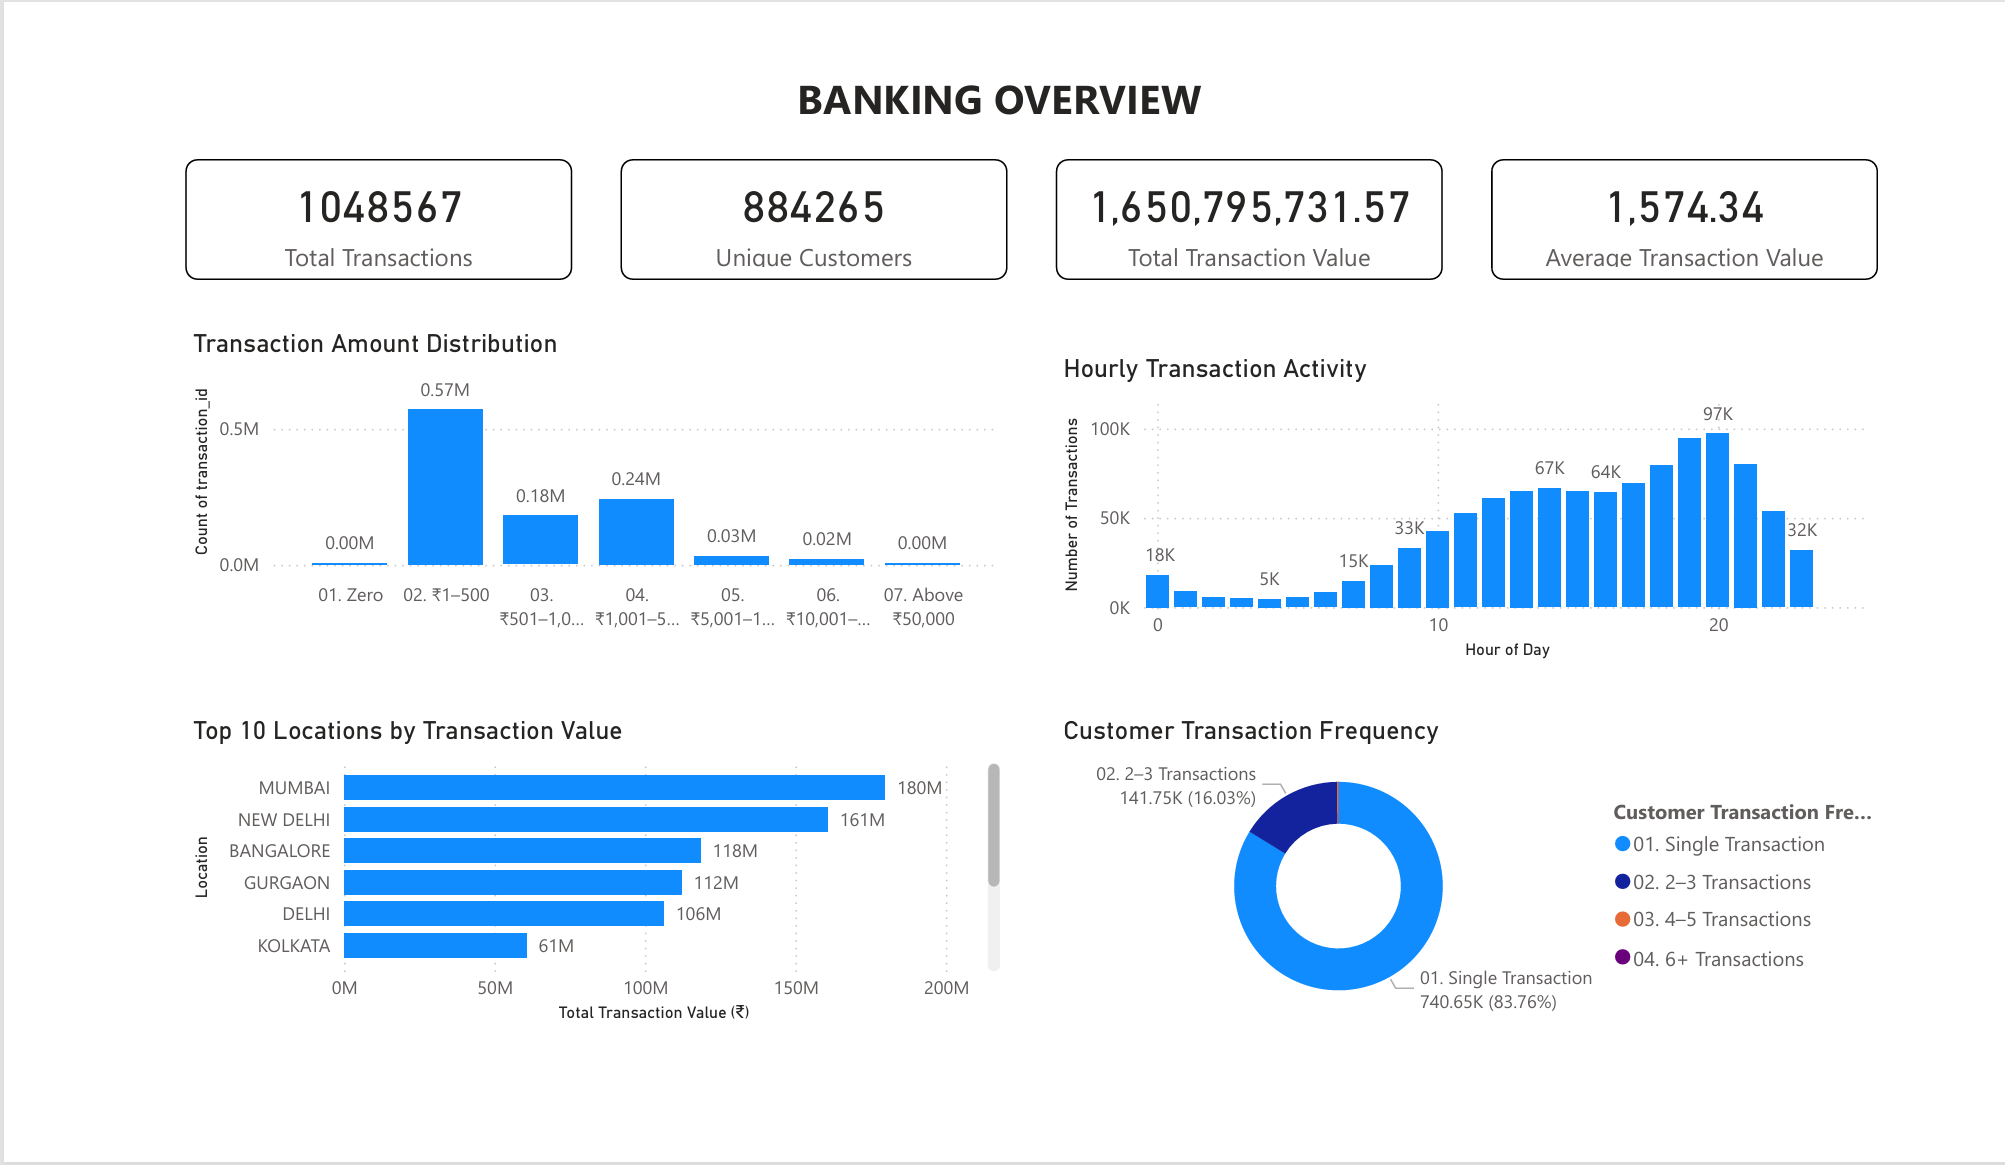 BANKING OVERVIEW
1048567
Total Transactions
884265
Unique Customers
1,650,795,731.57
Total Transaction Value
1,574.34
Average Transaction Value
Transaction Amount Distribution
Count of transaction_id
0.5M
0.0M
0.00M
0.57M
0.18M
0.24M
0.03M
0.02M
0.00M
01. Zero
02. ₹1–500
03.
₹501–1,0...
04.
₹1,001–5...
05.
₹5,001–1...
06.
₹10,001–...
07. Above
₹50,000
Hourly Transaction Activity
Number of Transactions
100K
50K
0K
18K
5K
15K
33K
67K
64K
97K
32K
0
10
20
Hour of Day
Top 10 Locations by Transaction Value
Location
MUMBAI
180M
NEW DELHI
161M
BANGALORE
118M
GURGAON
112M
DELHI
106M
KOLKATA
61M
0M
50M
100M
150M
200M
Total Transaction Value (₹)
Customer Transaction Frequency
02. 2–3 Transactions
141.75K (16.03%)
01. Single Transaction
740.65K (83.76%)
Customer Transaction Fre...
01. Single Transaction
02. 2–3 Transactions
03. 4–5 Transactions
04. 6+ Transactions